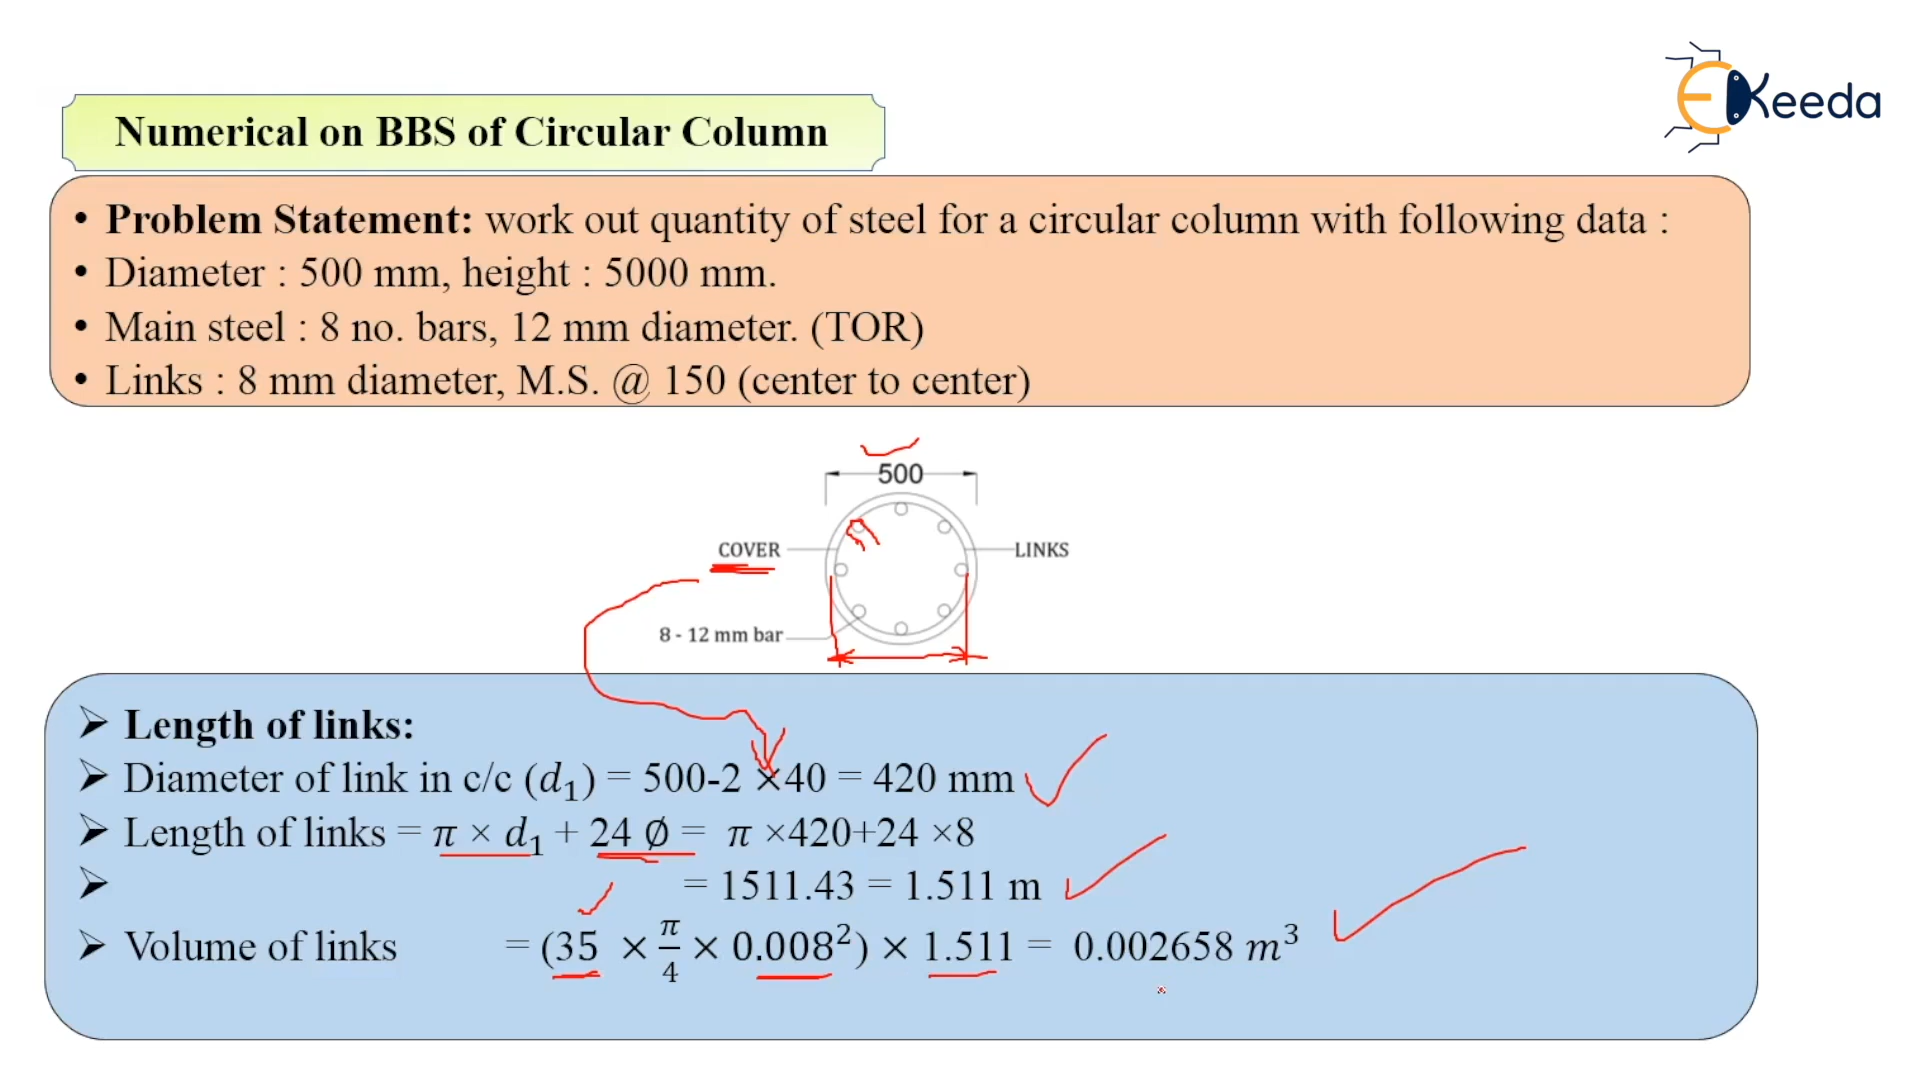 EKeeda
Numerical on BBS of Circular Column
• Problem Statement: work out quantity of steel for a circular column with following data :
• Diameter : 500 mm, height : 5000 mm.
• Main steel : 8 no. bars, 12 mm diameter. (TOR)
• Links : 8 mm diameter, M.S. @ 150 (center to center)
500
COVER
LINKS
8 - 12 mm bar
➢ Length of links:
➢ Diameter of link in c/c (d₁) = 500-2 ×40 = 420 mm
➢ Length of links = π × d₁ + 24 ∅ = π ×420+24 ×8
➢ = 1511.43 = 1.511 m
➢ Volume of links = (35 × π/4 × 0.008²) × 1.511 = 0.002658 m³